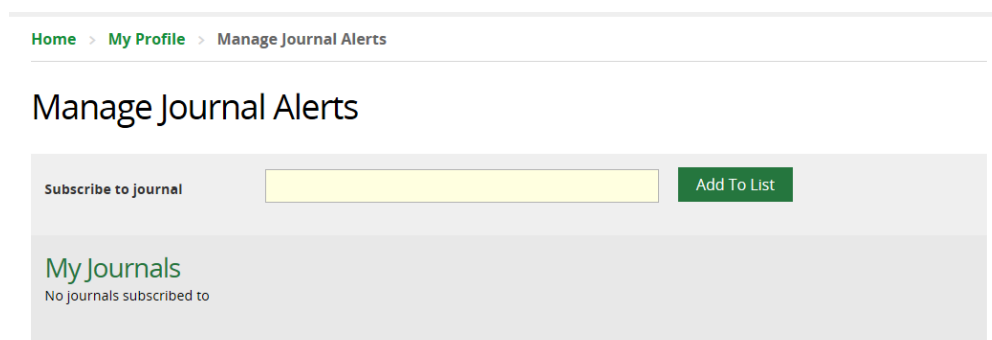 Home > My Profile > Manage Journal Alerts
Manage Journal Alerts
Subscribe to journal
Add To List
My Journals
No journals subscribed to